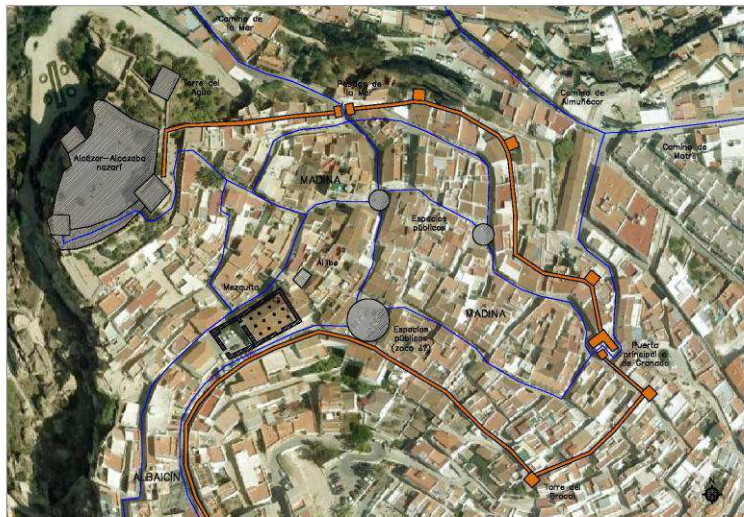 Camino de
la Mar
Torre del
Agua
Puerta de
la Mar
Camino de
Almuñécar
Camino de
Motril
Alcázar-Alcazaba
nazarí
MADINA
Espacios
públicos
Aljibe
Mezquita
MADINA
Espacios
públicos
(zoco ¿?)
Puerta
principal o
de Granada
ALBAICÍN
Torre del
Brocal
N